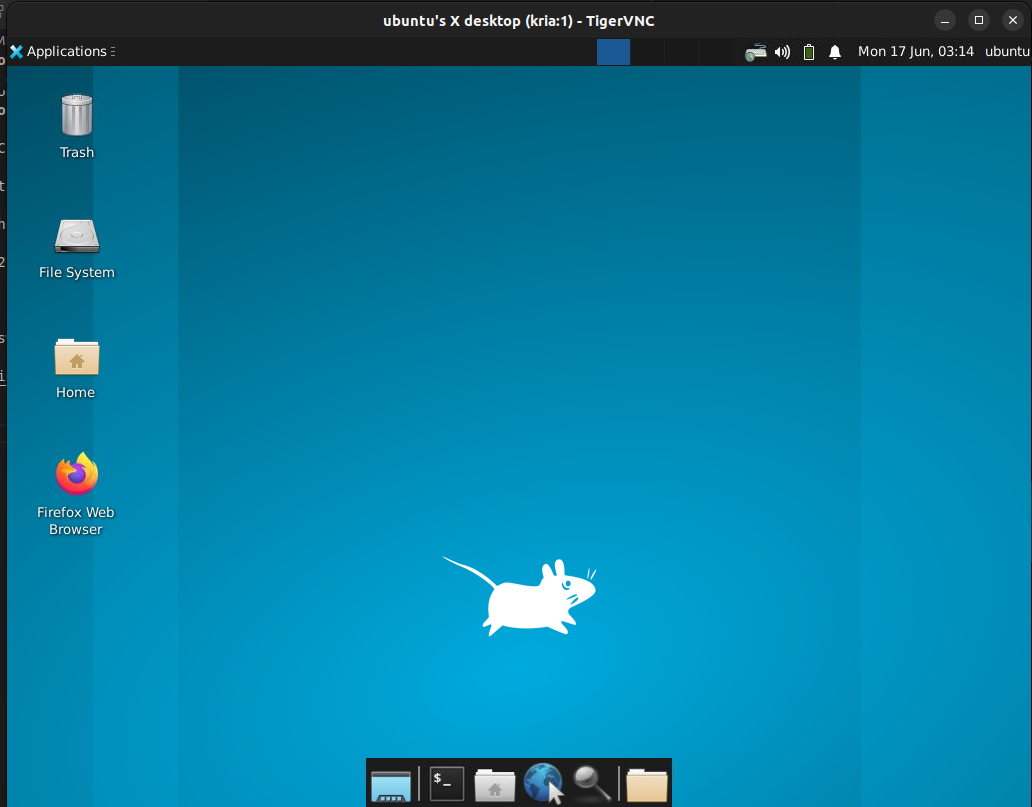 ubuntu's X desktop (kria:1) - TigerVNC
Applications
Mon 17 Jun, 03:14 ubuntu
Trash
File System
Home
Firefox Web
Browser
$_